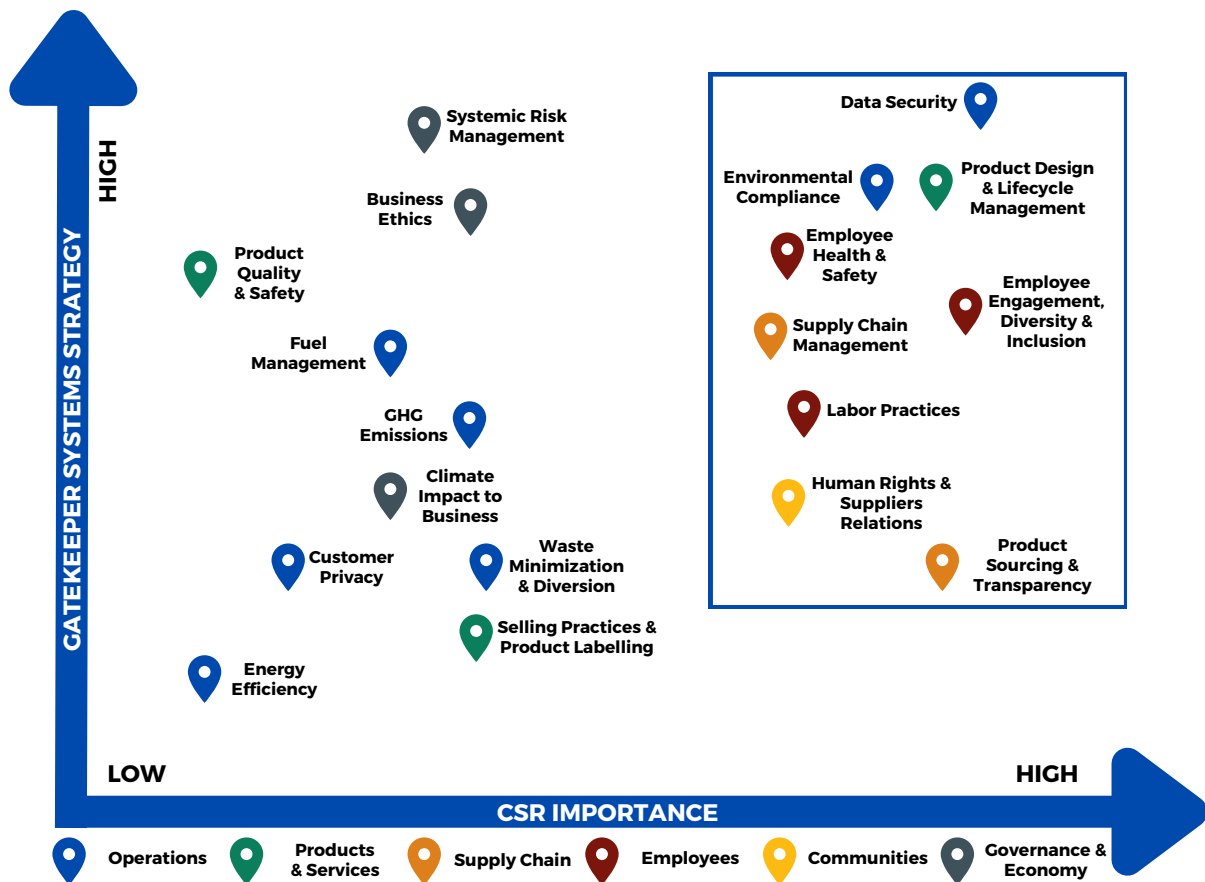 Data Security
Systemic Risk
Management
HIGH
Environmental
Compliance
Product Design
& Lifecycle
Management
Business
Ethics
Employee
Health &
Safety
Product
Quality
& Safety
Employee
Engagement,
Diversity &
Inclusion
Supply Chain
Management
Fuel
Management
GATEKEEPER SYSTEMS STRATEGY
Labor Practices
GHG
Emissions
Climate
Impact to
Business
Human Rights &
Suppliers
Relations
Customer
Privacy
Waste
Minimization
& Diversion
Product
Sourcing &
Transparency
Selling Practices &
Product Labelling
Energy
Efficiency
LOW
HIGH
CSR IMPORTANCE
Operations
Products
& Services
Supply Chain
Employees
Communities
Governance &
Economy